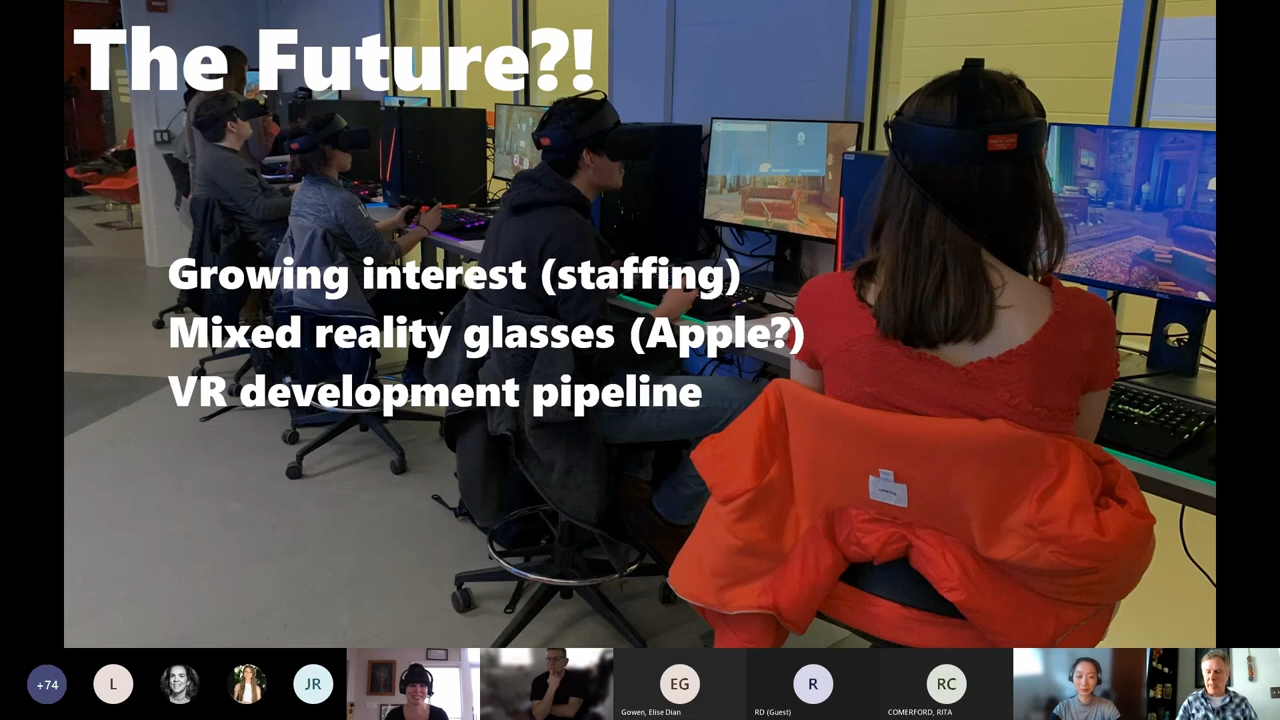 The Future?!
Growing interest (staffing)
Mixed reality glasses (Apple?)
VR development pipeline
+74
L
JR
EG
R
RC
Gowen, Elise Dian
RD (Guest)
COMERFORD, RITA